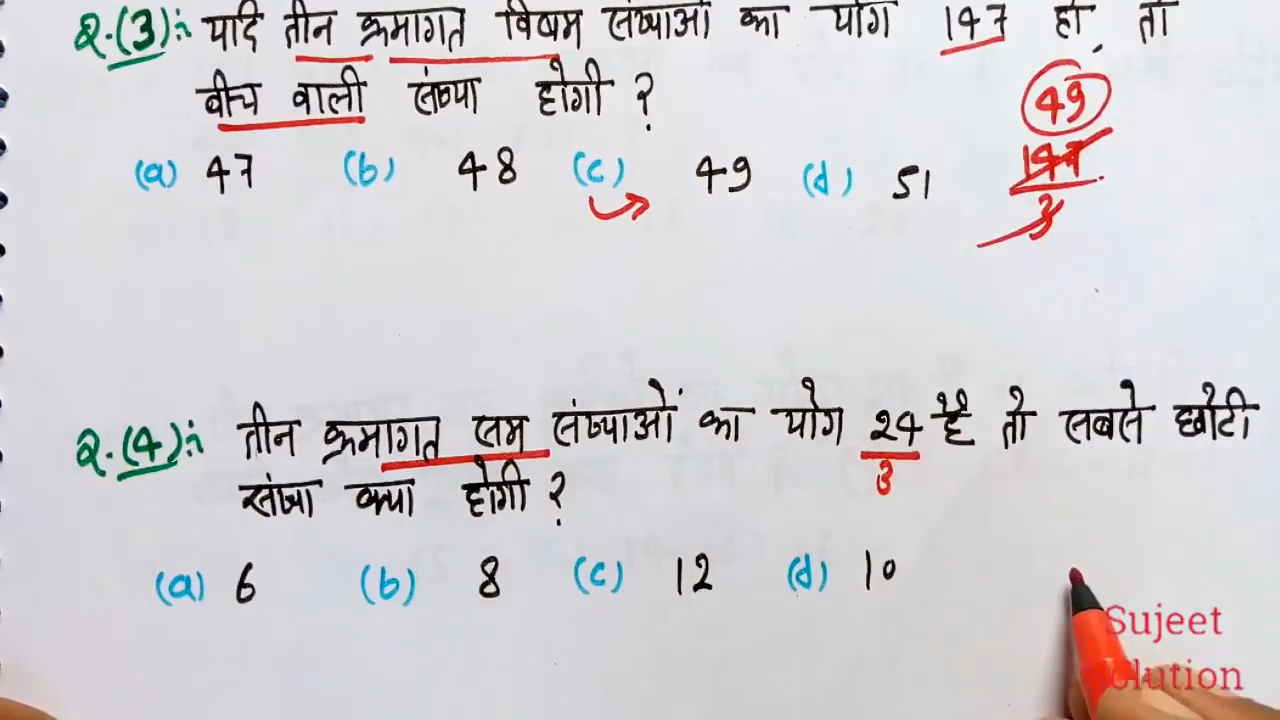 Q.(3):- यदि तीन क्रमागत विषम संख्याओं का योग 147 हो, तो
बीच वाली संख्या होगी ?
(a) 47 (b) 48 (c) 49 (d) 51
49
147
3
Q.(4):- तीन क्रमागत सम संख्याओं का योग 24 है तो सबसे छोटी
3
संख्या क्या होगी ?
(a) 6 (b) 8 (c) 12 (d) 10
Sujeet
Solution